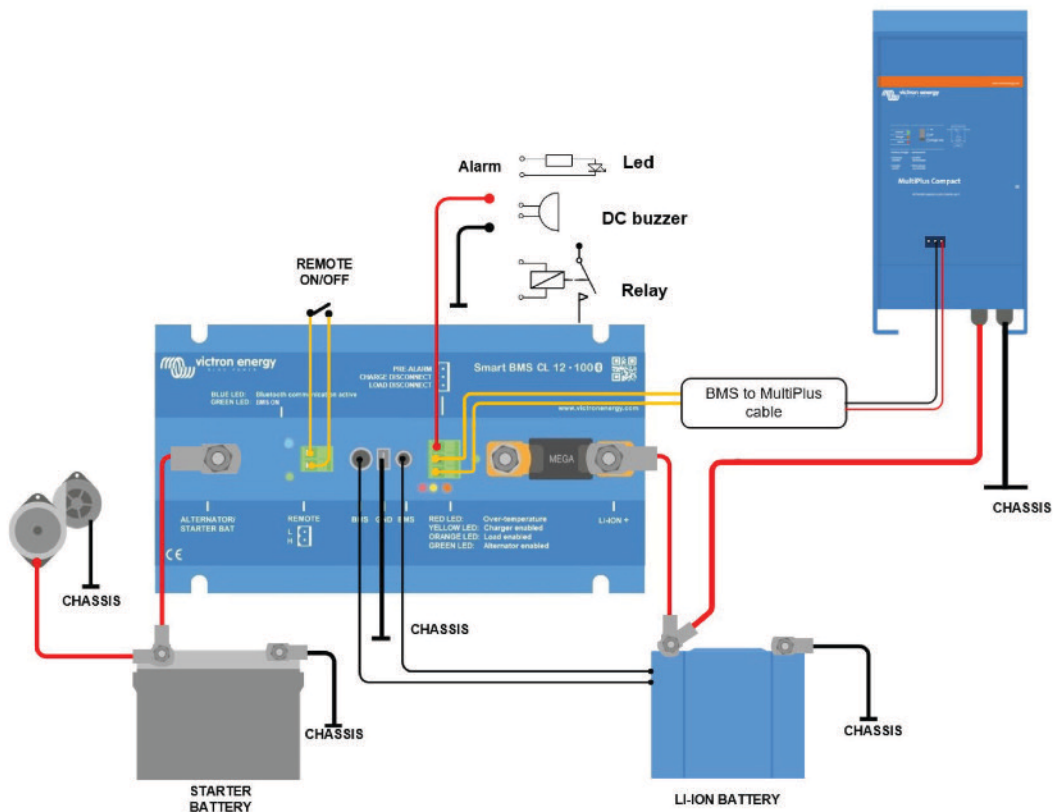 victron energy
MultiPlus Compact
Alarm
Led
DC buzzer
Relay
REMOTE
ON/OFF
victron energy
BLUE POWER
PRE-ALARM
CHARGE DISCONNECT
LOAD DISCONNECT
Smart BMS CL 12 - 100
BLUE LED: Bluetooth communication active
GREEN LED: BMS ON
www.victronenergy.com
BMS to MultiPlus
cable
MEGA
ALTERNATOR/
STARTER BAT
REMOTE
L
H
BMS
GND
BMS
RED LED: Over-temperature
YELLOW LED: Charger enabled
ORANGE LED: Load enabled
GREEN LED: Alternator enabled
LI-ION +
CE
CHASSIS
CHASSIS
CHASSIS
CHASSIS
CHASSIS
STARTER
BATTERY
LI-ION BATTERY